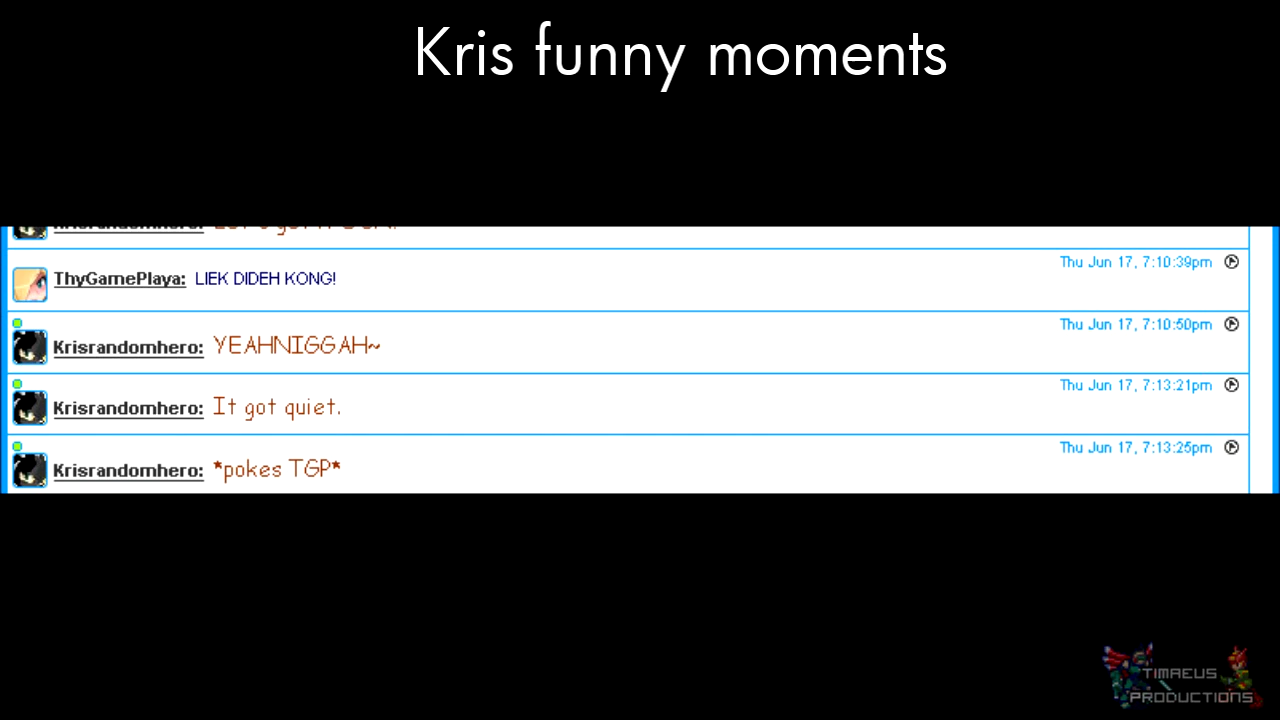 Kris funny moments
Thu Jun 17, 7:10:39pm
ThyGamePlaya: LIEK DIDEH KONG!
Thu Jun 17, 7:10:50pm
Krisrandomhero: YEAHNIGGAH~
Thu Jun 17, 7:13:21pm
Krisrandomhero: It got quiet.
Thu Jun 17, 7:13:25pm
Krisrandomhero: *pokes TGP*
TIMAEUS
PRODUCTIONS